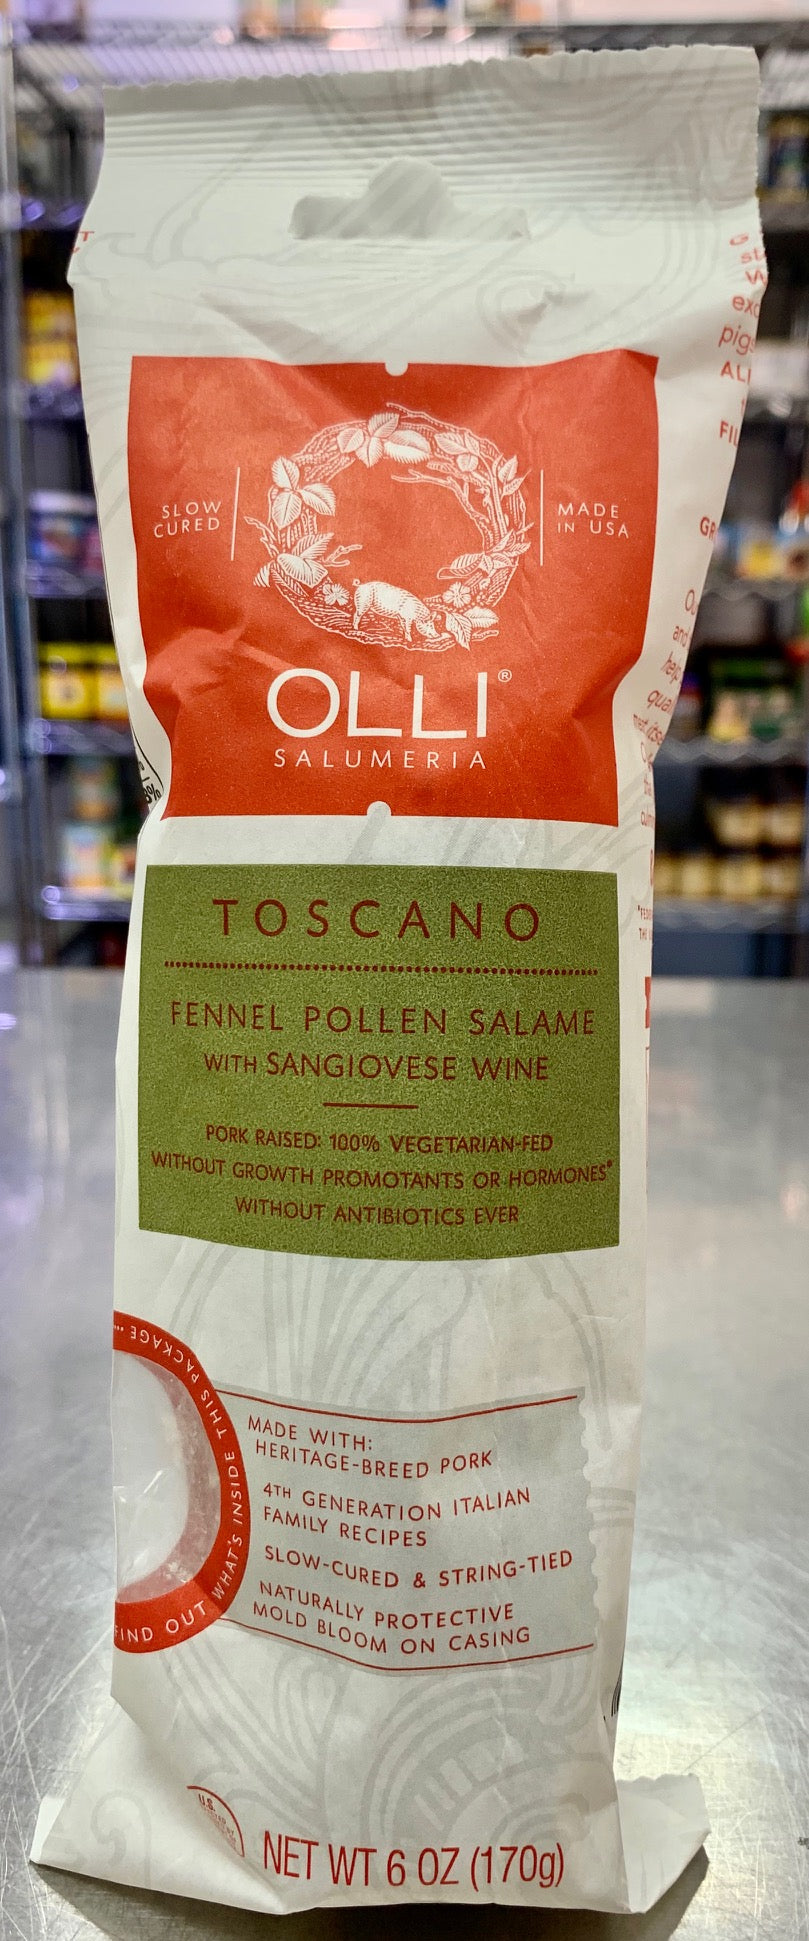 SLOW
CURED
MADE
IN USA
OLLI®
SALUMERIA
TOSCANO
FENNEL POLLEN SALAME
WITH SANGIOVESE WINE
PORK RAISED: 100% VEGETARIAN-FED
WITHOUT GROWTH PROMOTANTS OR HORMONES*
WITHOUT ANTIBIOTICS EVER
FIND OUT WHAT'S INSIDE THIS PACKAGE ...
MADE WITH:
HERITAGE-BREED PORK
4TH GENERATION ITALIAN
FAMILY RECIPES
SLOW-CURED & STRING-TIED
NATURALLY PROTECTIVE
MOLD BLOOM ON CASING
U.S.
NET WT 6 OZ (170g)